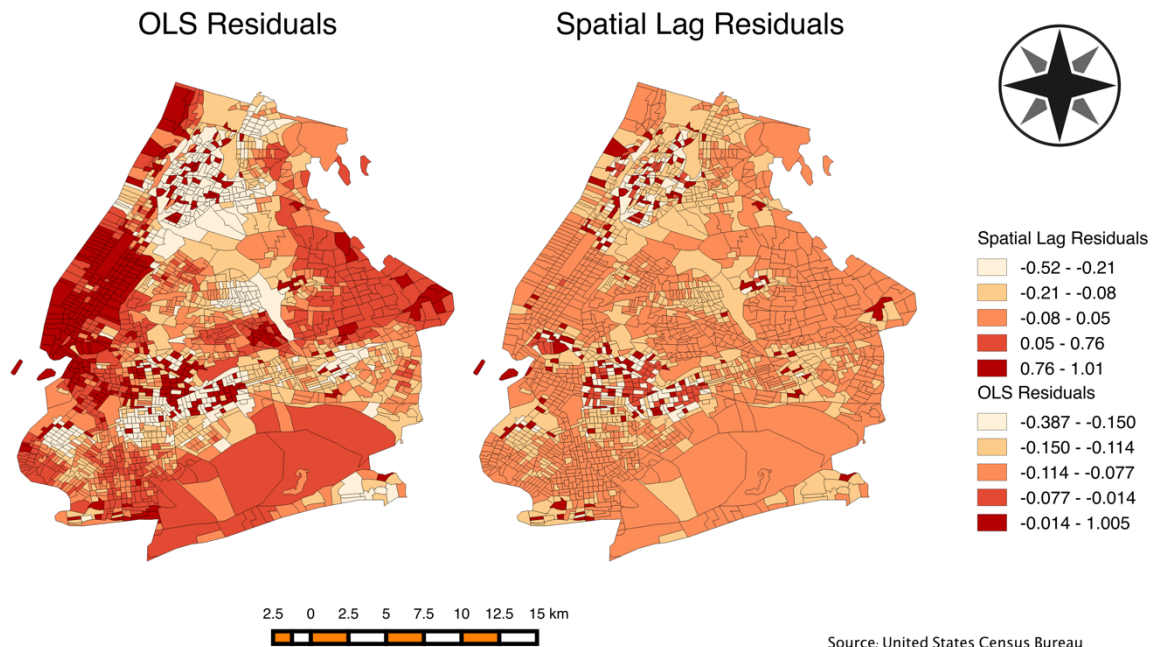 OLS Residuals
Spatial Lag Residuals
Spatial Lag Residuals
-0.52 - -0.21
-0.21 - -0.08
-0.08 - 0.05
0.05 - 0.76
0.76 - 1.01
OLS Residuals
-0.387 - -0.150
-0.150 - -0.114
-0.114 - -0.077
-0.077 - -0.014
-0.014 - 1.005
2.5 0 2.5 5 7.5 10 12.5 15 km
Source: United States Census Bureau